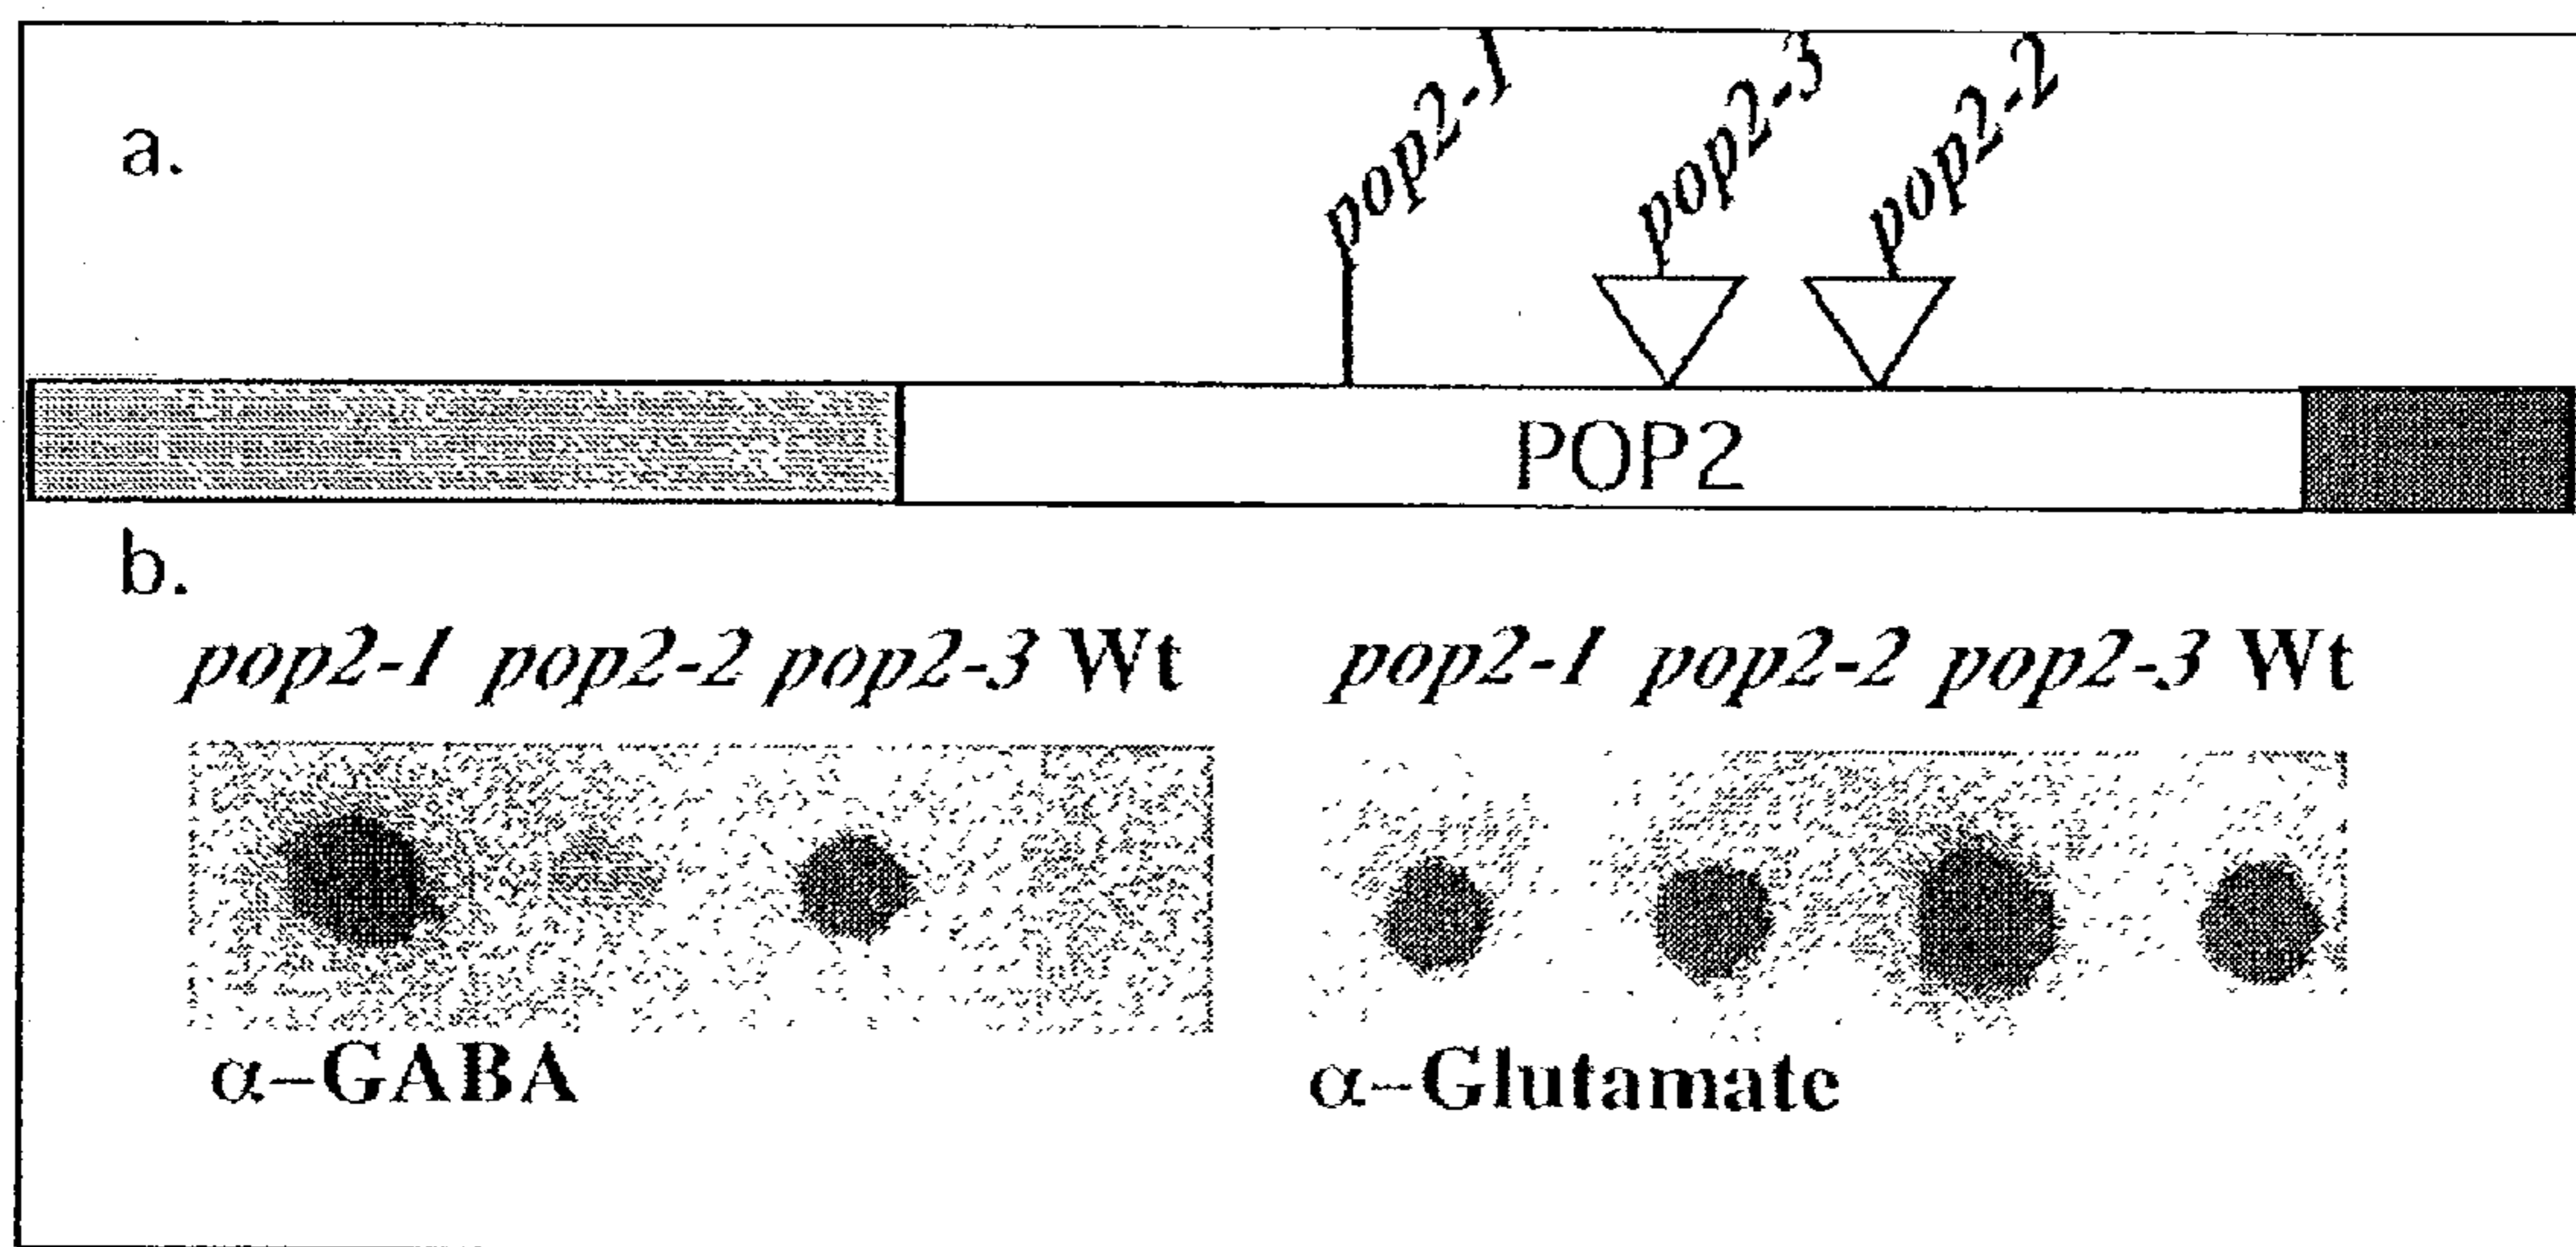 a.
pop2-1 pop2-3 pop2-2
POP2
b.
pop2-1 pop2-2 pop2-3 Wt pop2-1 pop2-2 pop2-3 Wt
α–GABA α–Glutamate